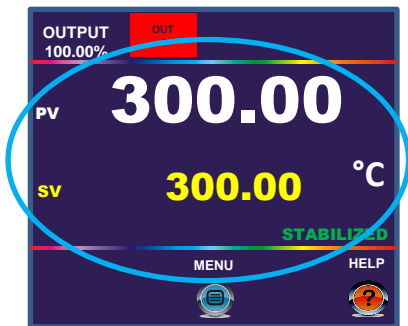 OUTPUT OUT
100.00%
PV 300.00
°C
SV 300.00
STABILIZED
MENU HELP
?